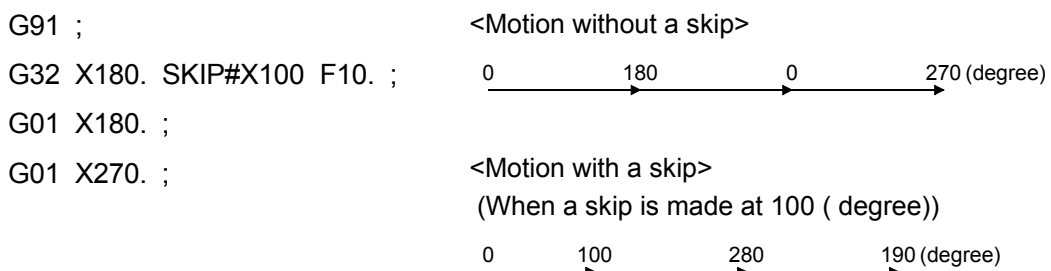 G91 ;
G32 X180. SKIP#X100 F10. ;
G01 X180. ;
G01 X270. ;
<Motion without a skip>
0 180 0 270 (degree)
<Motion with a skip>
(When a skip is made at 100 ( degree))
0 100 280 190 (degree)